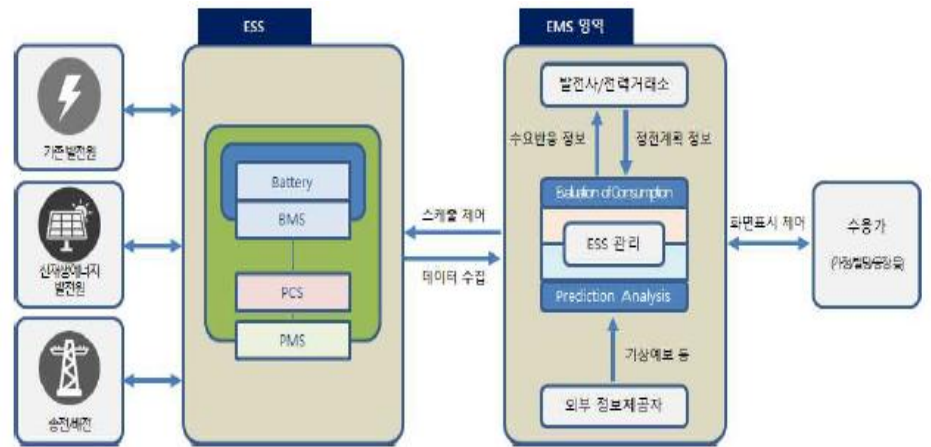 ESS
EMS 영역
기존 발전원
신재생에너지
발전원
송전/배전
Battery
BMS
PCS
PMS
스케줄 제어
데이터 수집
발전사/전력거래소
수요반응 정보
정전계획 정보
Evaluation of Consumption
ESS 관리
Prediction Analysis
기상예보 등
외부 정보제공자
화면표시 제어
수용가